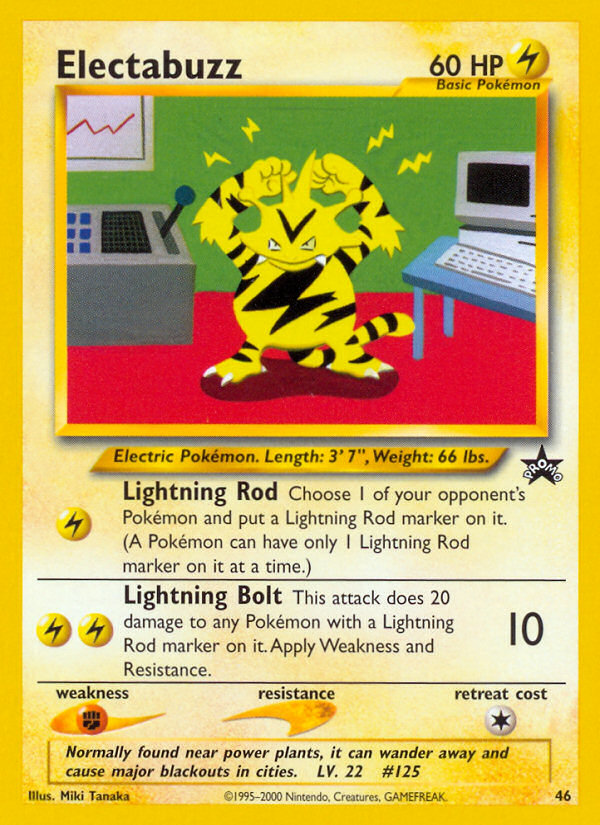 Electabuzz
60 HP
Basic Pokémon
Electric Pokémon. Length: 3' 7", Weight: 66 lbs.
PROMO
Lightning Rod Choose 1 of your opponent's
Pokémon and put a Lightning Rod marker on it.
(A Pokémon can have only 1 Lightning Rod
marker on it at a time.)
Lightning Bolt This attack does 20
damage to any Pokémon with a Lightning
Rod marker on it. Apply Weakness and
Resistance.
10
weakness resistance retreat cost
Normally found near power plants, it can wander away and
cause major blackouts in cities. LV. 22 #125
Illus. Miki Tanaka ©1995–2000 Nintendo, Creatures, GAMEFREAK. 46